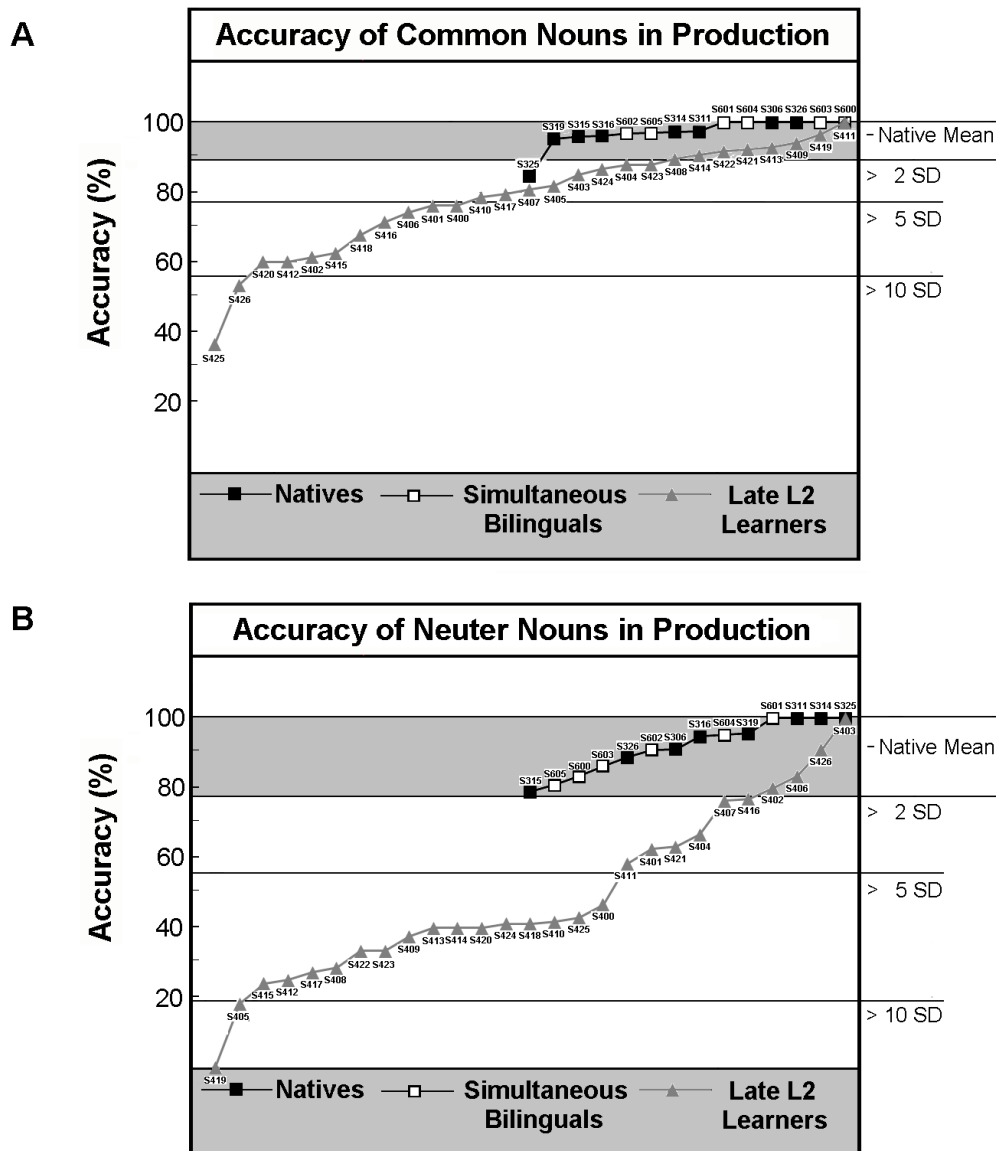 A
Accuracy of Common Nouns in Production
Accuracy (%)
100
80
60
40
20
S425
S426
S420
S412
S402
S415
S418
S416
S406
S401
S400
S410
S417
S407
S405
S403
S424
S404
S423
S408
S414
S422
S421
S413
S409
S419
S411
S325
S319
S315
S316
S602
S605
S314
S311
S601
S604
S306
S326
S603
S600
Native Mean
> 2 SD
> 5 SD
> 10 SD
Natives
Simultaneous
Bilinguals
Late L2
Learners
B
Accuracy of Neuter Nouns in Production
Accuracy (%)
100
80
60
40
20
S419
S405
S415
S412
S417
S408
S422
S423
S409
S413
S414
S420
S424
S418
S410
S425
S400
S411
S401
S421
S404
S407
S416
S402
S406
S426
S403
S315
S605
S600
S603
S326
S602
S306
S316
S604
S319
S601
S311
S314
S325
Native Mean
> 2 SD
> 5 SD
> 10 SD
Natives
Simultaneous
Bilinguals
Late L2
Learners